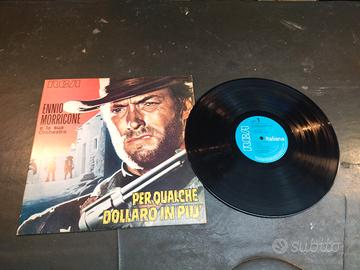 RCA
ENNIO
MORRICONE
e la sua
Orchestra
PER QUALCHE
DOLLARO IN PIÙ
RCA
Italiana
subito